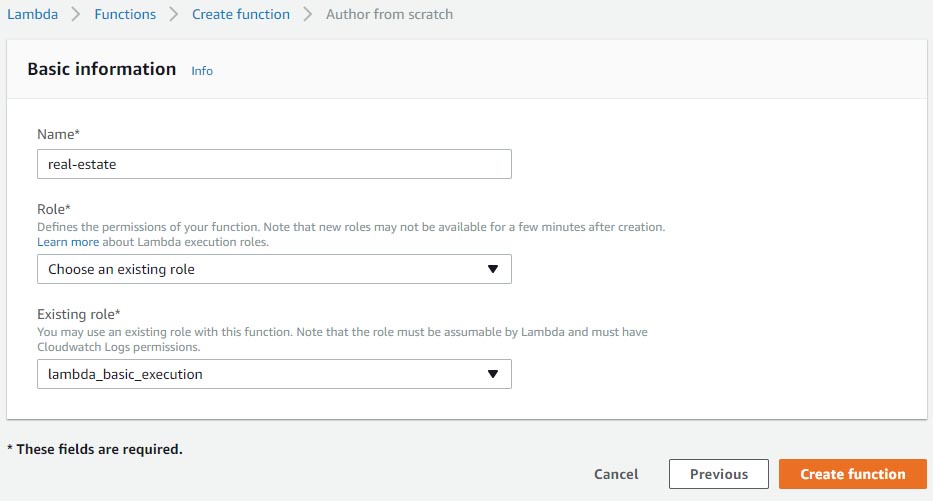 Lambda > Functions > Create function > Author from scratch
Basic information Info
Name*
real-estate
Role*
Defines the permissions of your function. Note that new roles may not be available for a few minutes after creation.
Learn more about Lambda execution roles.
Choose an existing role
Existing role*
You may use an existing role with this function. Note that the role must be assumable by Lambda and must have
Cloudwatch Logs permissions.
lambda_basic_execution
* These fields are required.
Cancel Previous Create function